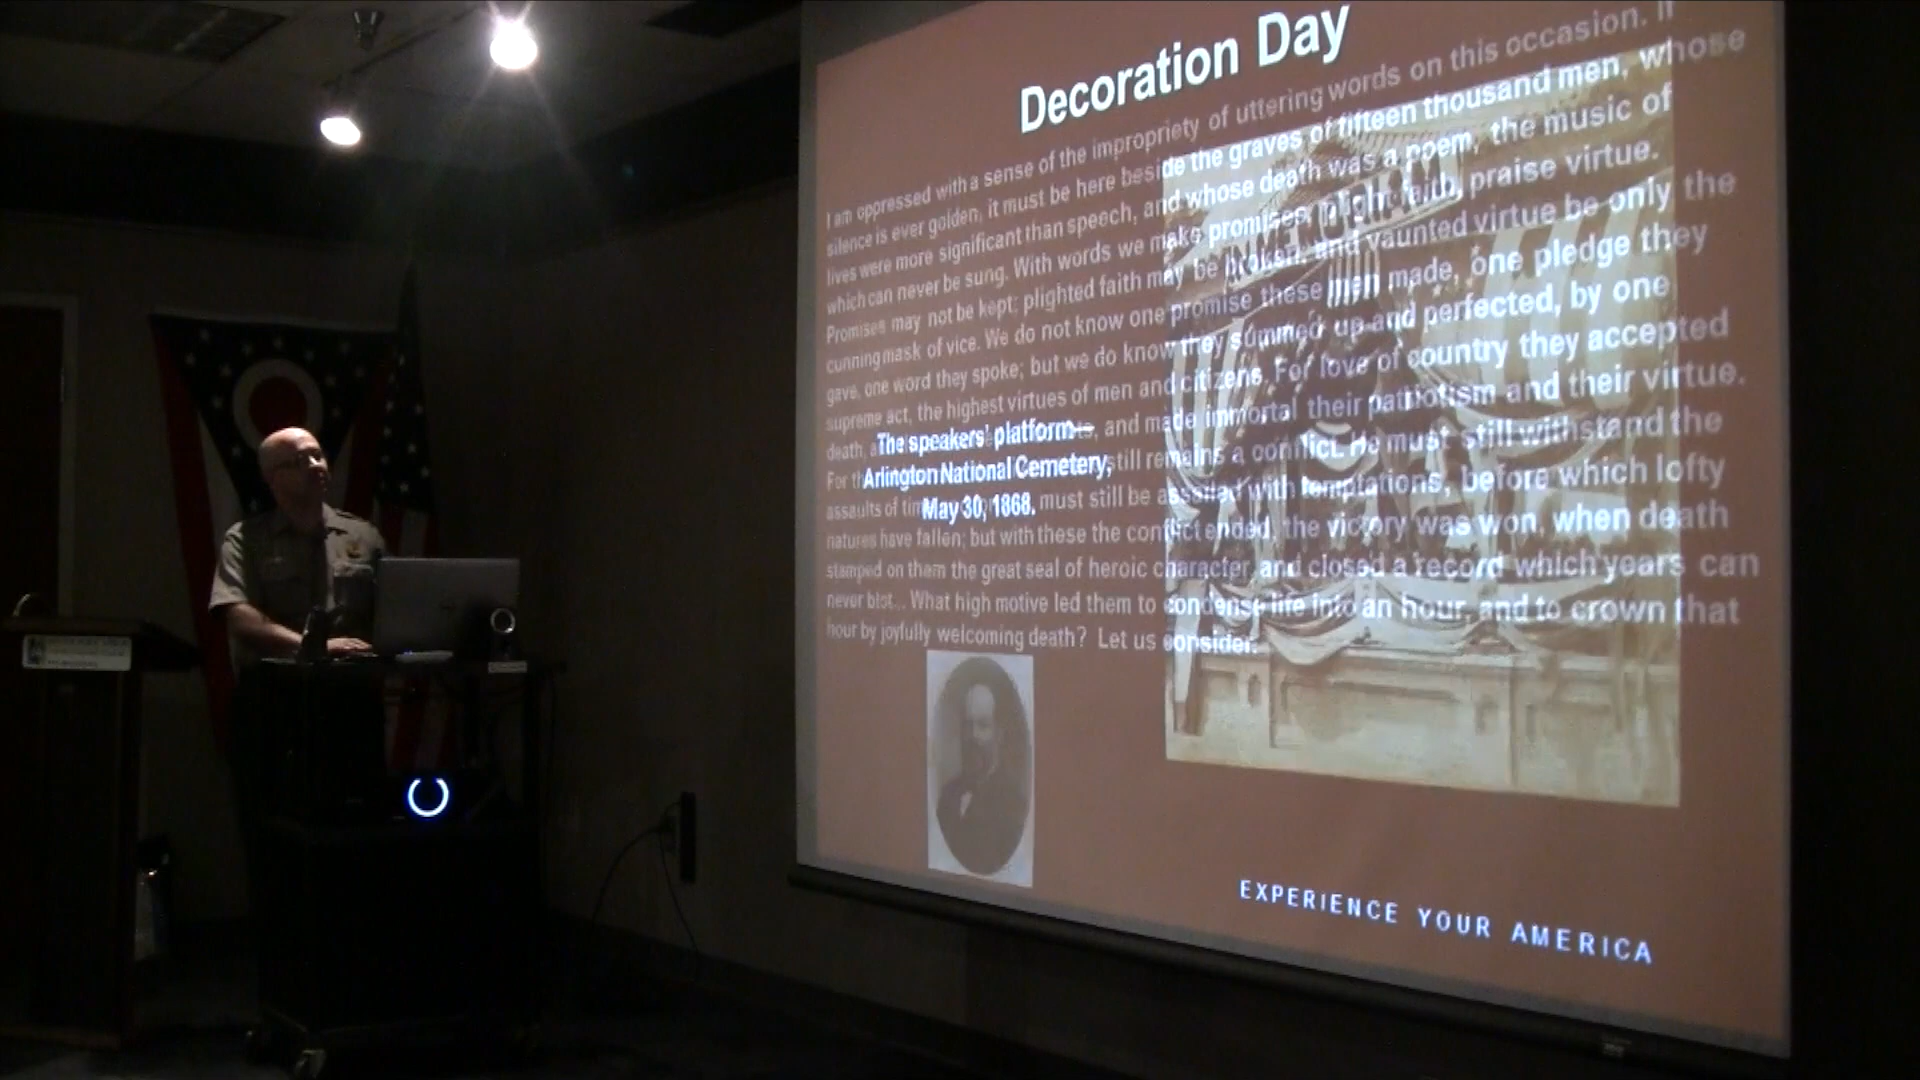 Decoration Day
I am oppressed with a sense of the impropriety of uttering words on this occasion. If
silence is ever golden, it must be here beside the graves of fifteen thousand men, whose
lives were more significant than speech, and whose death was a poem, the music of
which can never be sung. With words we make promises, plight faith, praise virtue.
Promises may not be kept; plighted faith may be broken; and vaunted virtue be only the
cunning mask of vice. We do not know one promise these men made, one pledge they
gave, one word they spoke; but we do know they summed up and perfected, by one
supreme act, the highest virtues of men and citizens. For love of country they accepted
death, and made immortal their patriotism and their virtue.
For still remains a conflict. He must still withstand the
assaults of must still be assailed with temptations, before which lofty
natures have fallen; but with these the conflict ended, the victory was won, when death
stamped on them the great seal of heroic character, and closed a record which years can
never blot... What high motive led them to condense life into an hour, and to crown that
hour by joyfully welcoming death? Let us consider.
The speakers' platform—
Arlington National Cemetery,
May 30, 1868.
IN MEMORIAM
EXPERIENCE YOUR AMERICA